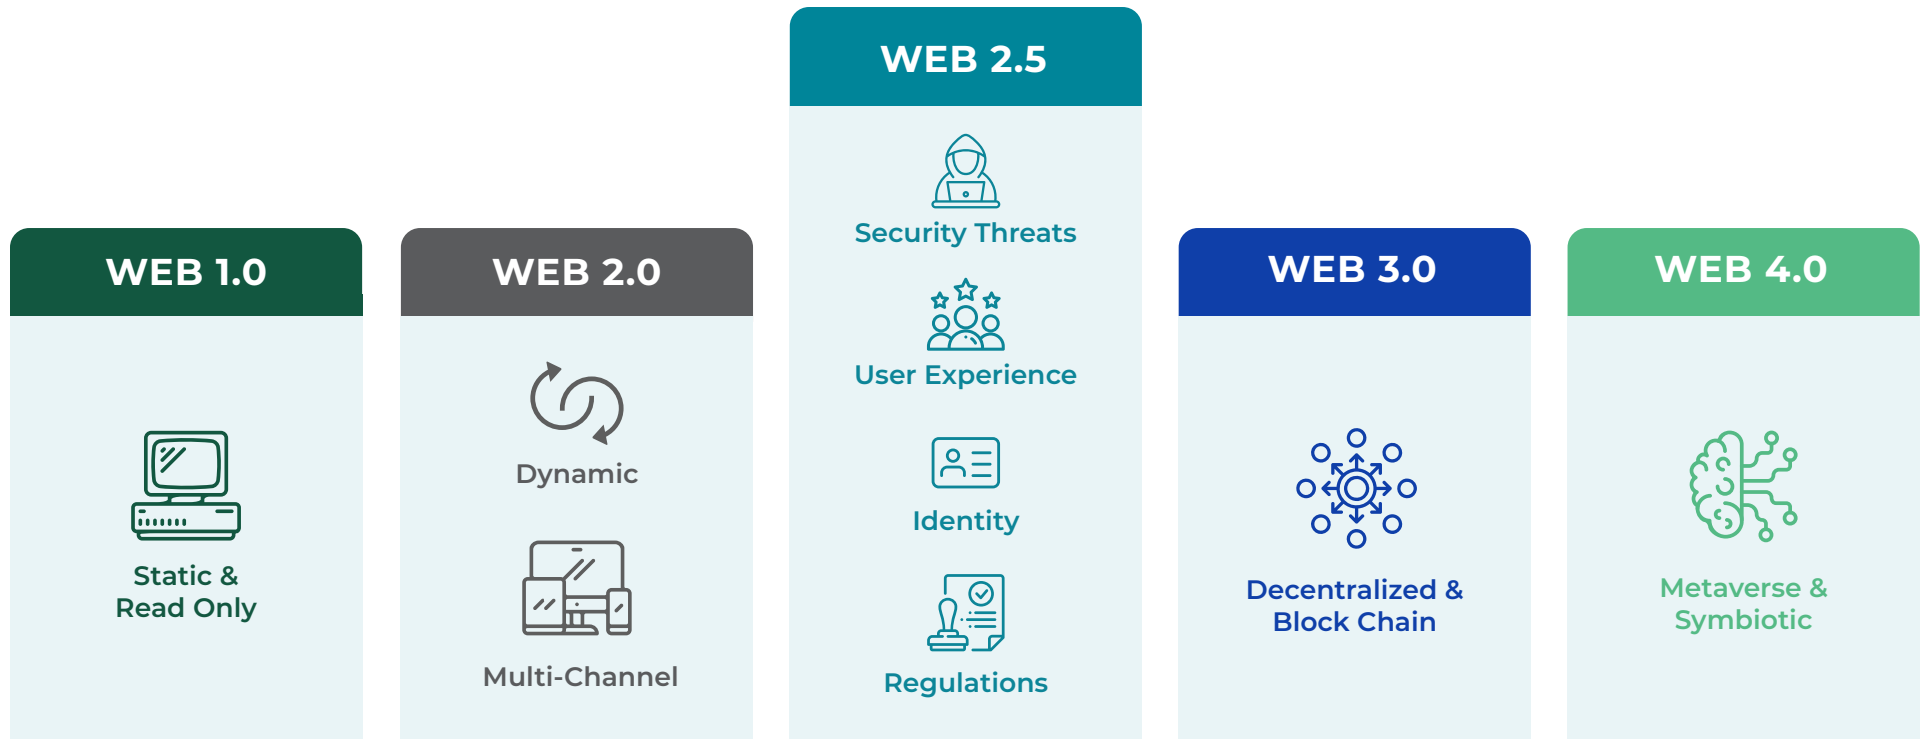 WEB 1.0
Static &
Read Only
WEB 2.0
Dynamic
Multi-Channel
WEB 2.5
Security Threats
User Experience
Identity
Regulations
WEB 3.0
Decentralized &
Block Chain
WEB 4.0
Metaverse &
Symbiotic